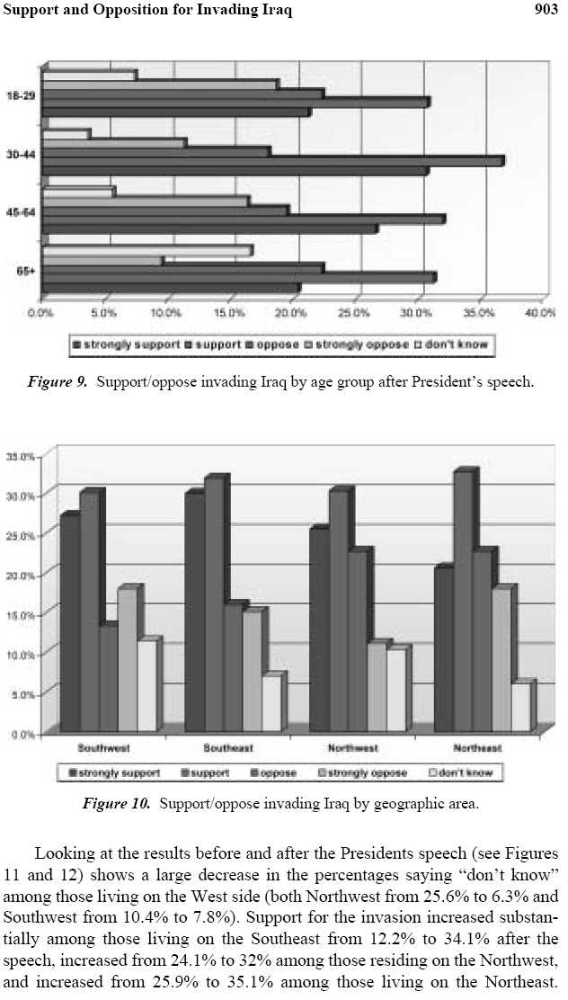 Support and Opposition for Invading Iraq 903
18-29
30-44
45-64
65+
0.0% 5.0% 10.0% 15.0% 20.0% 25.0% 30.0% 35.0% 40.0%
strongly support support oppose strongly oppose don't know
Figure 9. Support/oppose invading Iraq by age group after President's speech.
35.0%
30.0%
25.0%
20.0%
15.0%
10.0%
5.0%
0.0%
Southwest Southeast Northwest Northeast
strongly support support oppose strongly oppose don't know
Figure 10. Support/oppose invading Iraq by geographic area.
Looking at the results before and after the Presidents speech (see Figures
11 and 12) shows a large decrease in the percentages saying “don't know”
among those living on the West side (both Northwest from 25.6% to 6.3% and
Southwest from 10.4% to 7.8%). Support for the invasion increased substan-
tially among those living on the Southeast from 12.2% to 34.1% after the
speech, increased from 24.1% to 32% among those residing on the Northwest,
and increased from 25.9% to 35.1% among those living on the Northeast.